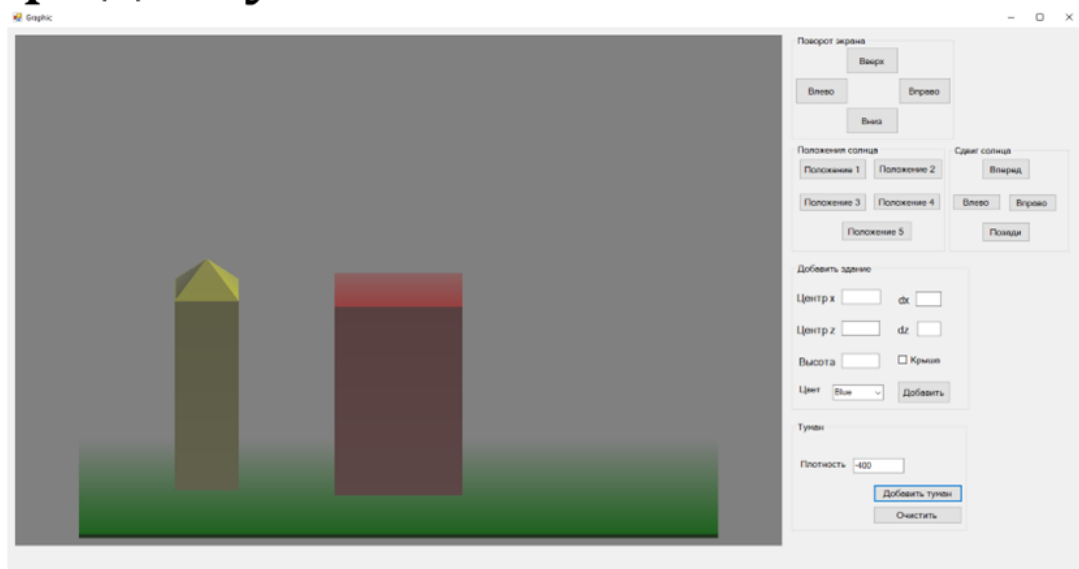 Graphic
Поворот экрана
Вверх
Влево
Вправо
Вниз
Положения солнца
Положение 1
Положение 2
Положение 3
Положение 4
Положение 5
Сдвиг солнца
Вперед
Влево
Вправо
Позади
Добавить здание
Центр x
dx
Центр z
dz
Высота
Крыша
Цвет
Blue
Добавить
Туман
Плотность
-400
Добавить туман
Очистить